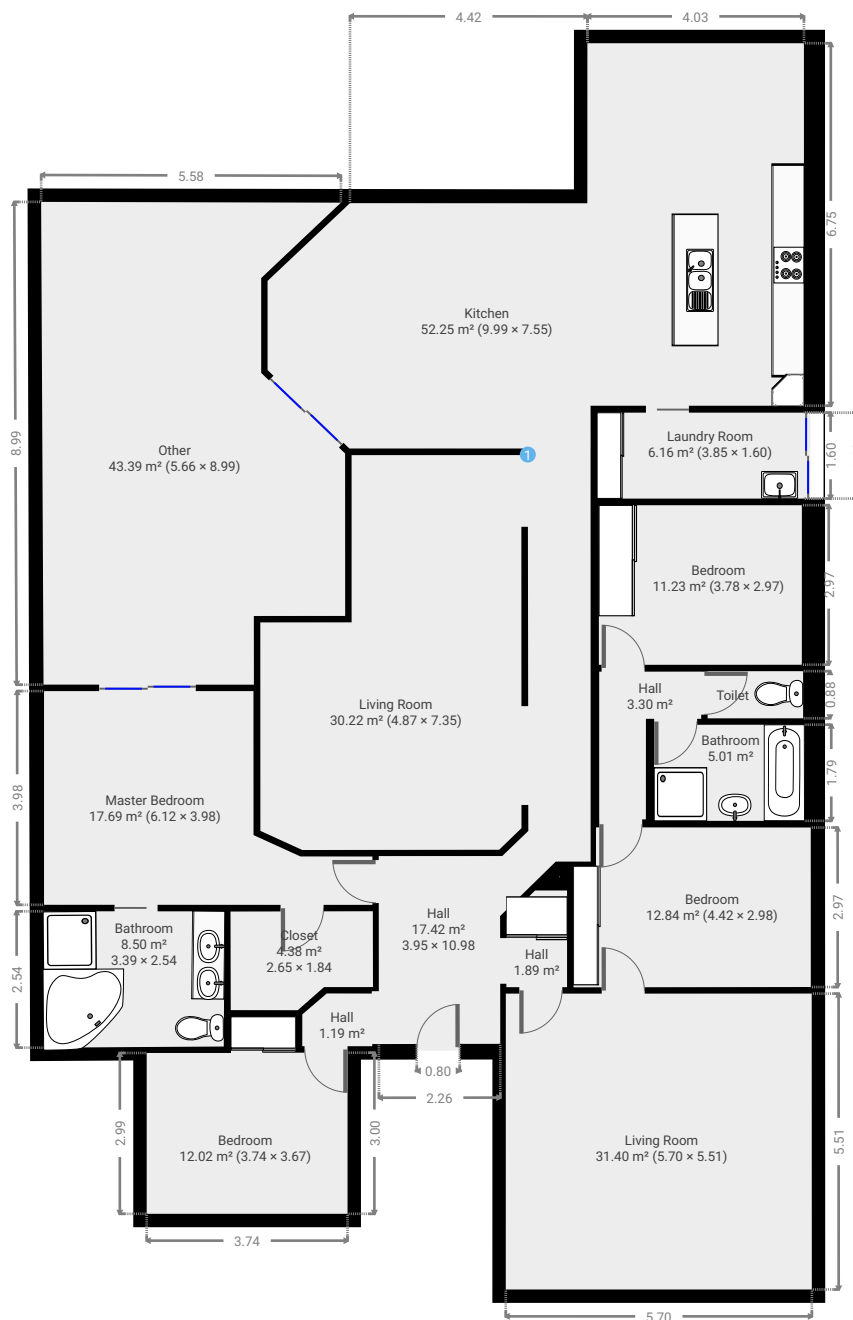 4.42
4.03
5.58
6.75
Kitchen
52.25 m² (9.99 × 7.55)
8.99
Other
43.39 m² (5.66 × 8.99)
1
Laundry Room
6.16 m² (3.85 × 1.60)
1.60
Bedroom
11.23 m² (3.78 × 2.97)
2.97
Hall
3.30 m²
Toilet
0.88
Living Room
30.22 m² (4.87 × 7.35)
Bathroom
5.01 m²
1.79
3.98
Master Bedroom
17.69 m² (6.12 × 3.98)
Bedroom
12.84 m² (4.42 × 2.98)
2.97
2.54
Bathroom
8.50 m²
3.39 × 2.54
Closet
4.38 m²
2.65 × 1.84
Hall
17.42 m²
3.95 × 10.98
Hall
1.89 m²
Hall
1.19 m²
0.80
2.26
2.99
3.00
Bedroom
12.02 m² (3.74 × 3.67)
Living Room
31.40 m² (5.70 × 5.51)
5.51
3.74
5.70